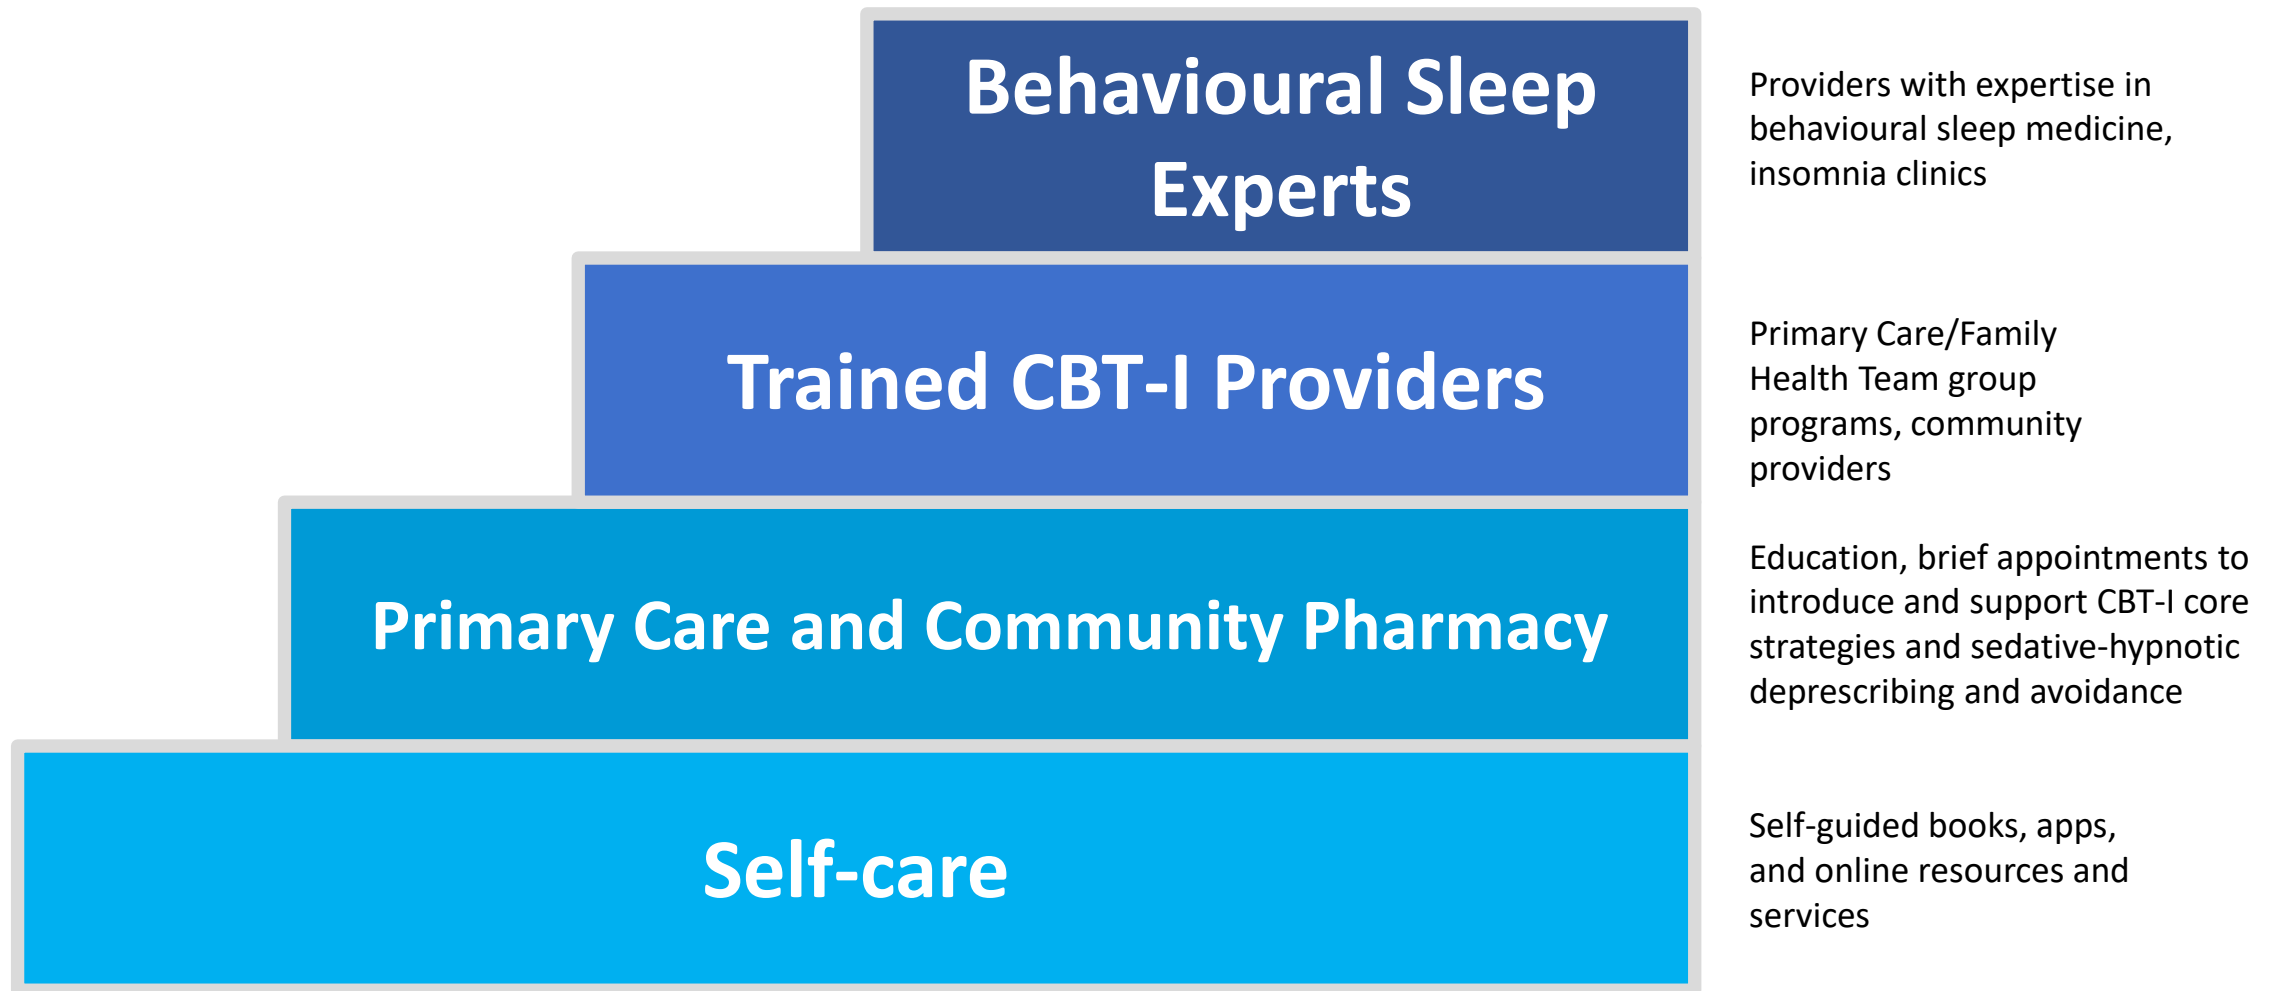 Behavioural Sleep
Experts
Providers with expertise in
behavioural sleep medicine,
insomnia clinics
Trained CBT-I Providers
Primary Care/Family
Health Team group
programs, community
providers
Primary Care and Community Pharmacy
Education, brief appointments to
introduce and support CBT-I core
strategies and sedative-hypnotic
deprescribing and avoidance
Self-care
Self-guided books, apps,
and online resources and
services